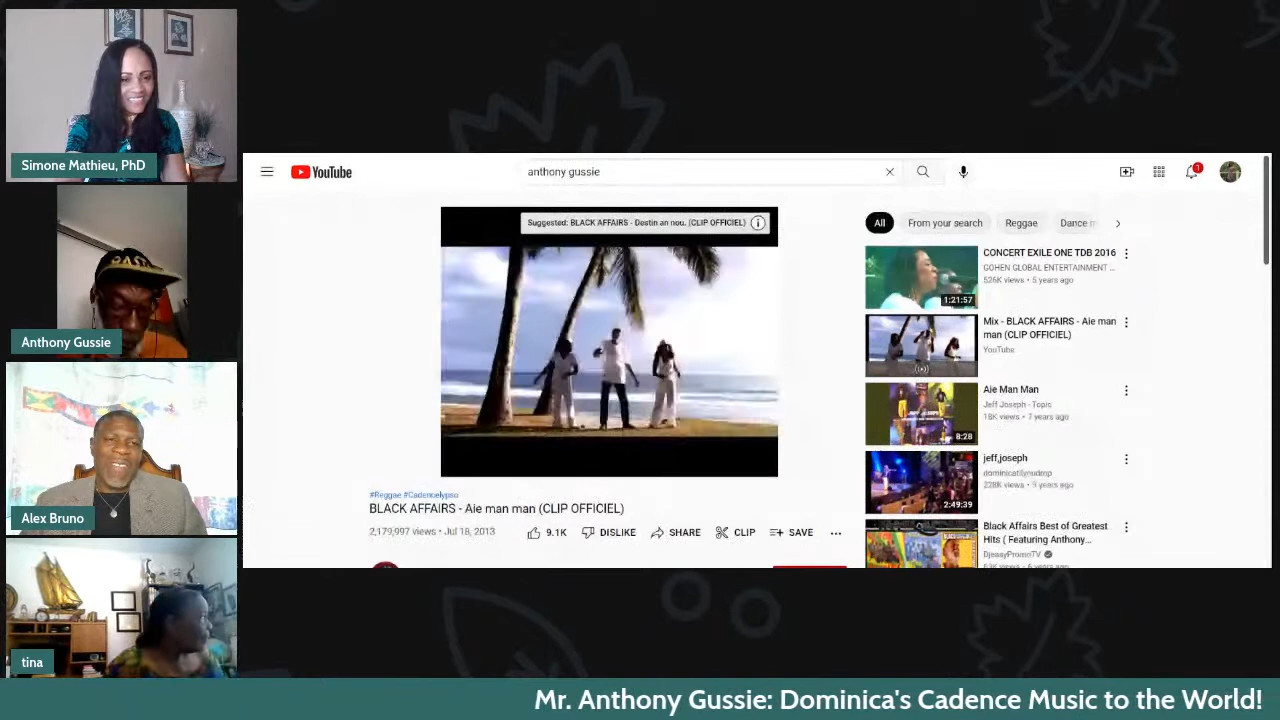 Simone Mathieu, PhD
Anthony Gussie
Alex Bruno
tina
YouTube
anthony gussie
1
Suggested: BLACK AFFAIRS - Destin an nou. (CLIP OFFICIEL)
#Reggae #Cadencelypso
BLACK AFFAIRS - Aie man man (CLIP OFFICIEL)
2,179,997 views • Jul 18, 2013
9.1K
DISLIKE
SHARE
CLIP
SAVE
All
From your search
Reggae
Dance
CONCERT EXILE ONE TDB 2016
GOHEN GLOBAL ENTERTAINMENT ...
526K views • 5 years ago
1:21:57
Mix - BLACK AFFAIRS - Aie man
man (CLIP OFFICIEL)
YouTube
Aie Man Man
Jeff Joseph - Topic
18K views • 7 years ago
8:28
jeff,joseph
228K views • 9 years ago
2:49:39
Black Affairs Best of Greatest
Hits ( Featuring Anthony...
DjeasyPromoTV
Mr. Anthony Gussie: Dominica's Cadence Music to the World!